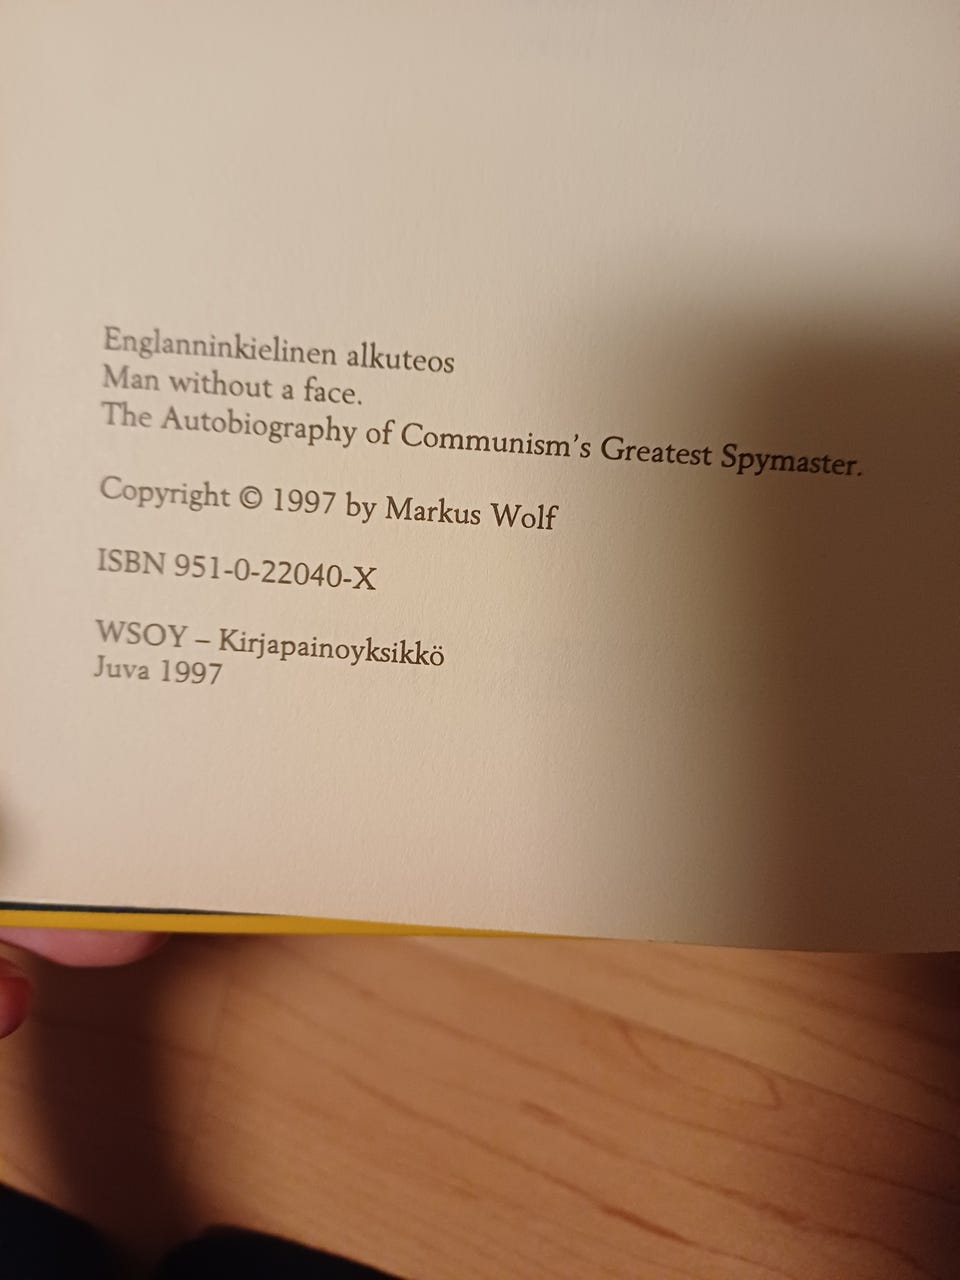 Englanninkielinen alkuteos
Man without a face.
The Autobiography of Communism's Greatest Spymaster.
Copyright © 1997 by Markus Wolf
ISBN 951-0-22040-X
WSOY – Kirjapainoyksikkö
Juva 1997